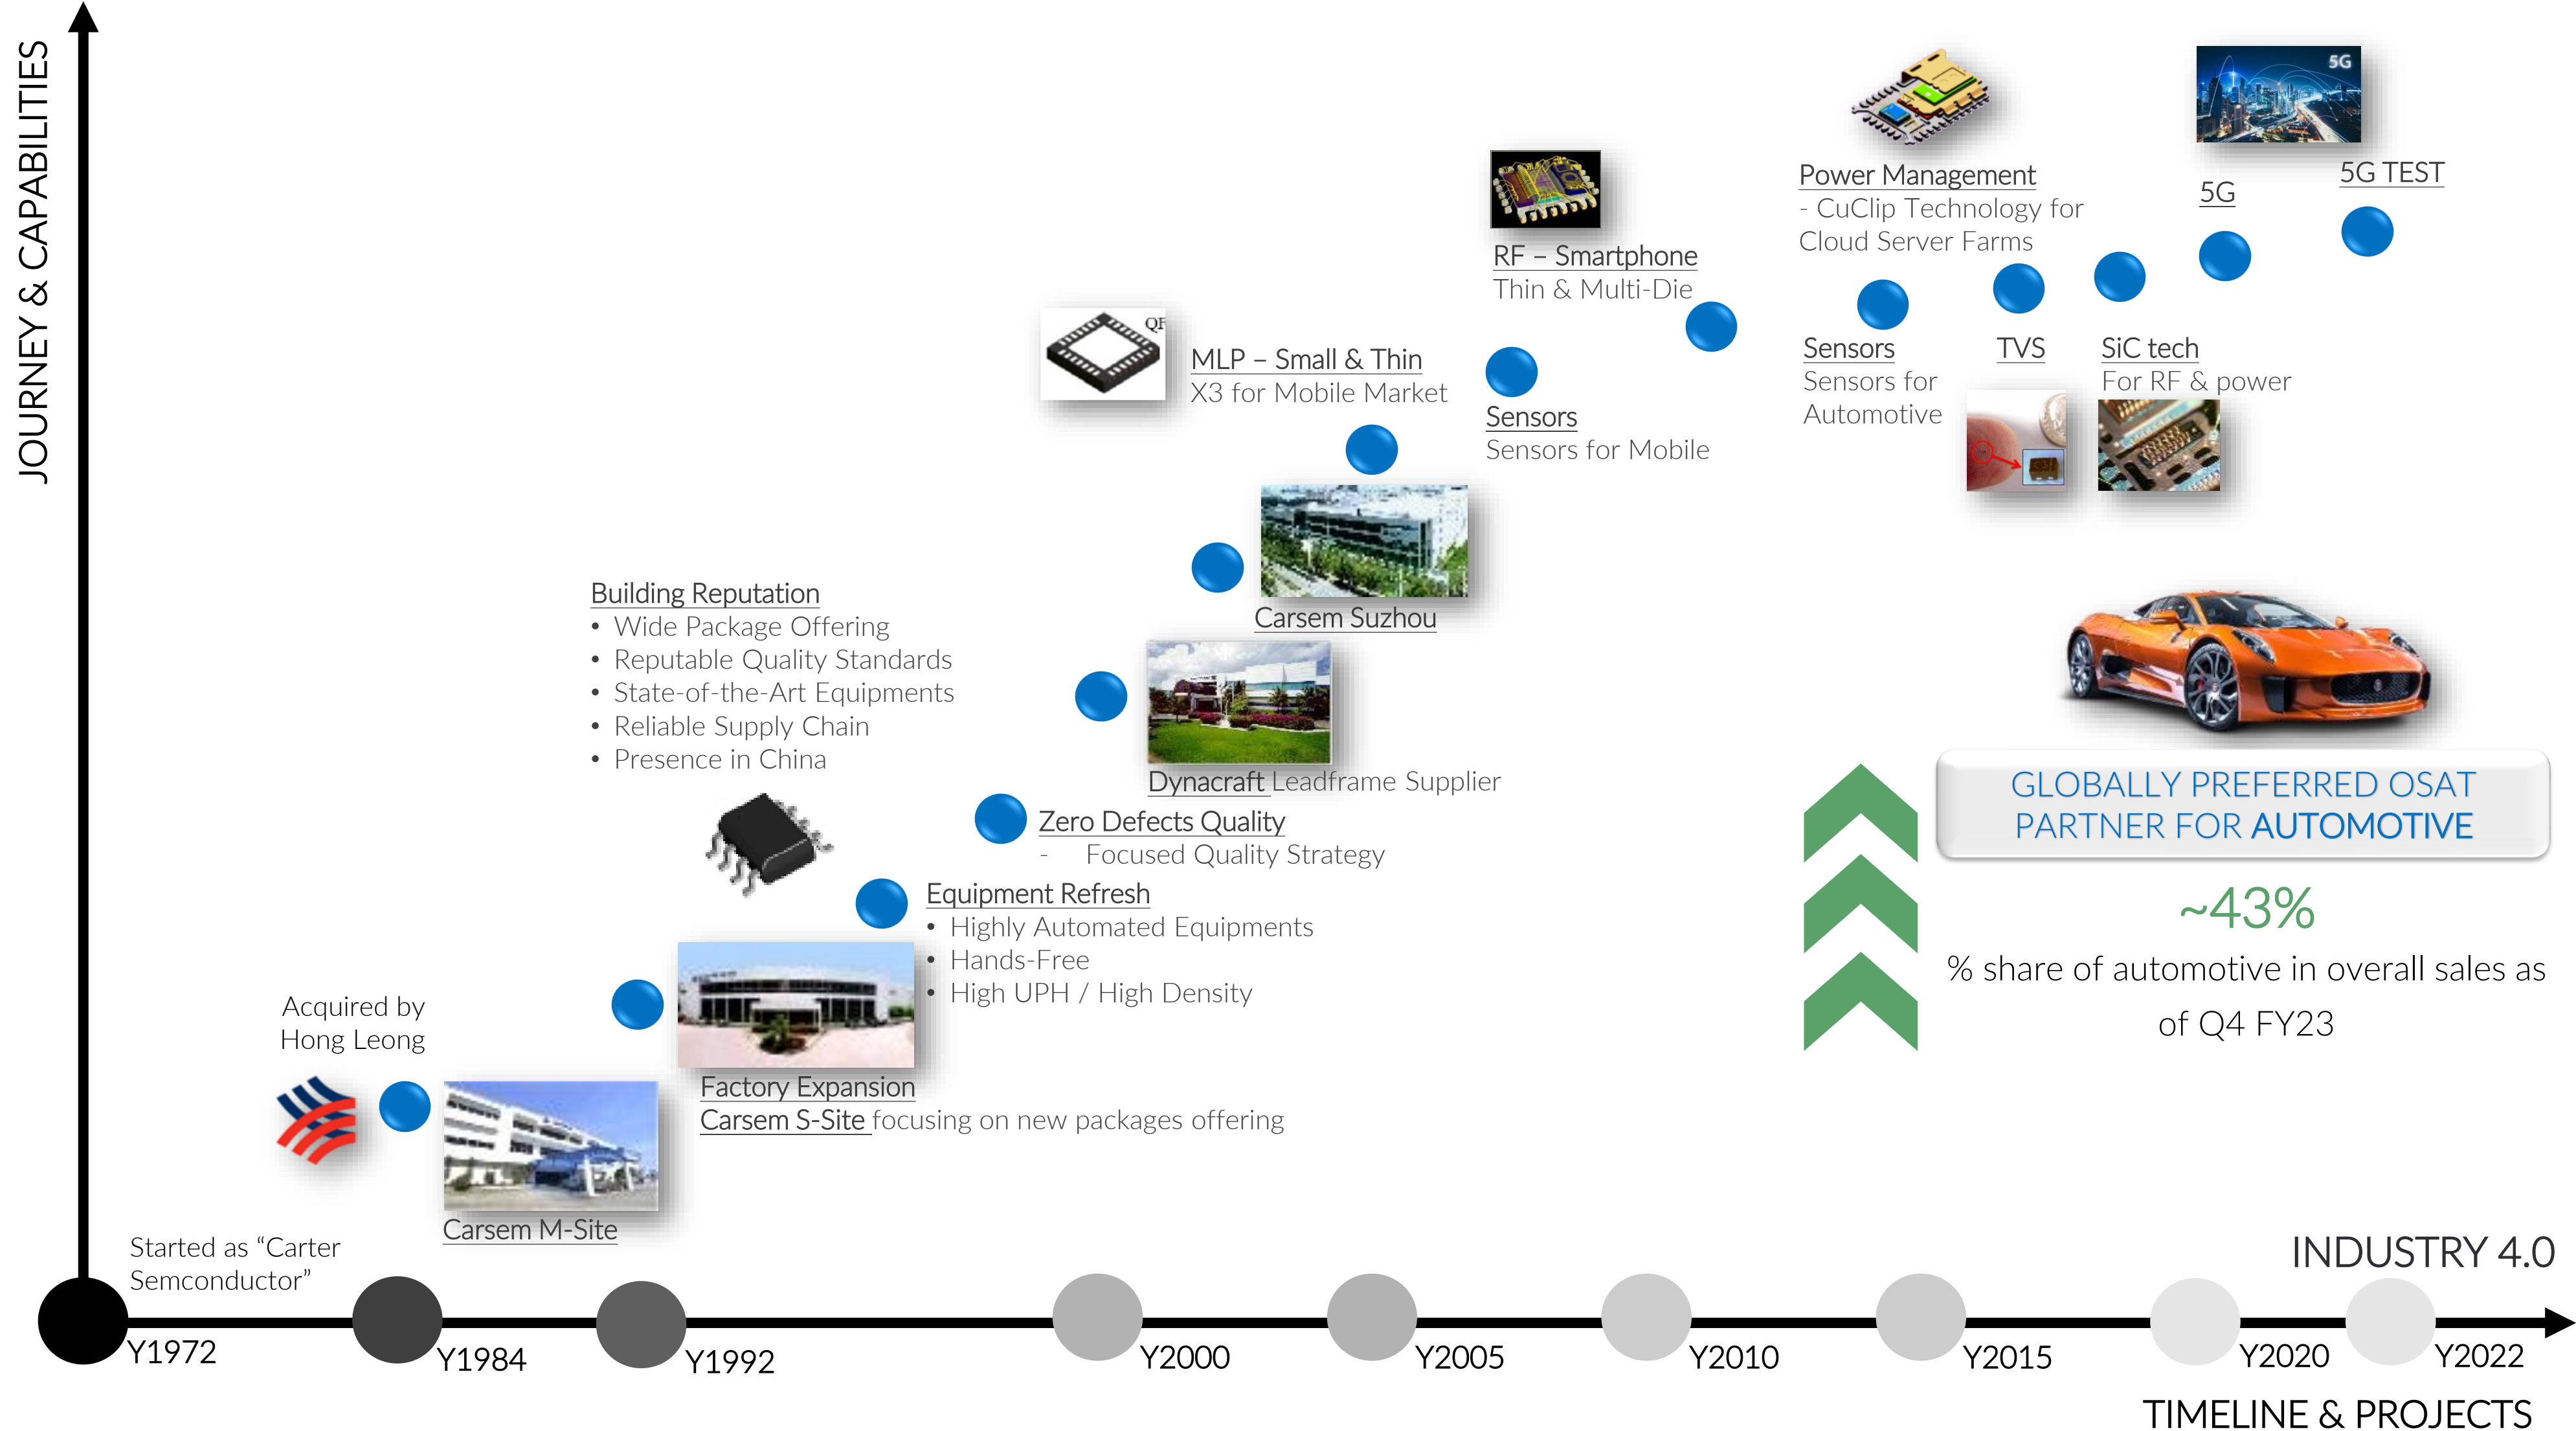 JOURNEY & CAPABILITIES
5G
5G TEST
5G
Power Management
- CuClip Technology for
Cloud Server Farms
RF – Smartphone
Thin & Multi-Die
QF
MLP – Small & Thin
X3 for Mobile Market
Sensors
Sensors for Mobile
Sensors
Sensors for
Automotive
TVS
SiC tech
For RF & power
Carsem Suzhou
Building Reputation
• Wide Package Offering
• Reputable Quality Standards
• State-of-the-Art Equipments
• Reliable Supply Chain
• Presence in China
Dynacraft Leadframe Supplier
Zero Defects Quality
- Focused Quality Strategy
Equipment Refresh
• Highly Automated Equipments
• Hands-Free
• High UPH / High Density
GLOBALLY PREFERRED OSAT
PARTNER FOR AUTOMOTIVE
~43%
% share of automotive in overall sales as
of Q4 FY23
Acquired by
Hong Leong
Factory Expansion
Carsem S-Site focusing on new packages offering
Carsem M-Site
Started as “Carter
Semconductor”
INDUSTRY 4.0
Y1972
Y1984
Y1992
Y2000
Y2005
Y2010
Y2015
Y2020
Y2022
TIMELINE & PROJECTS